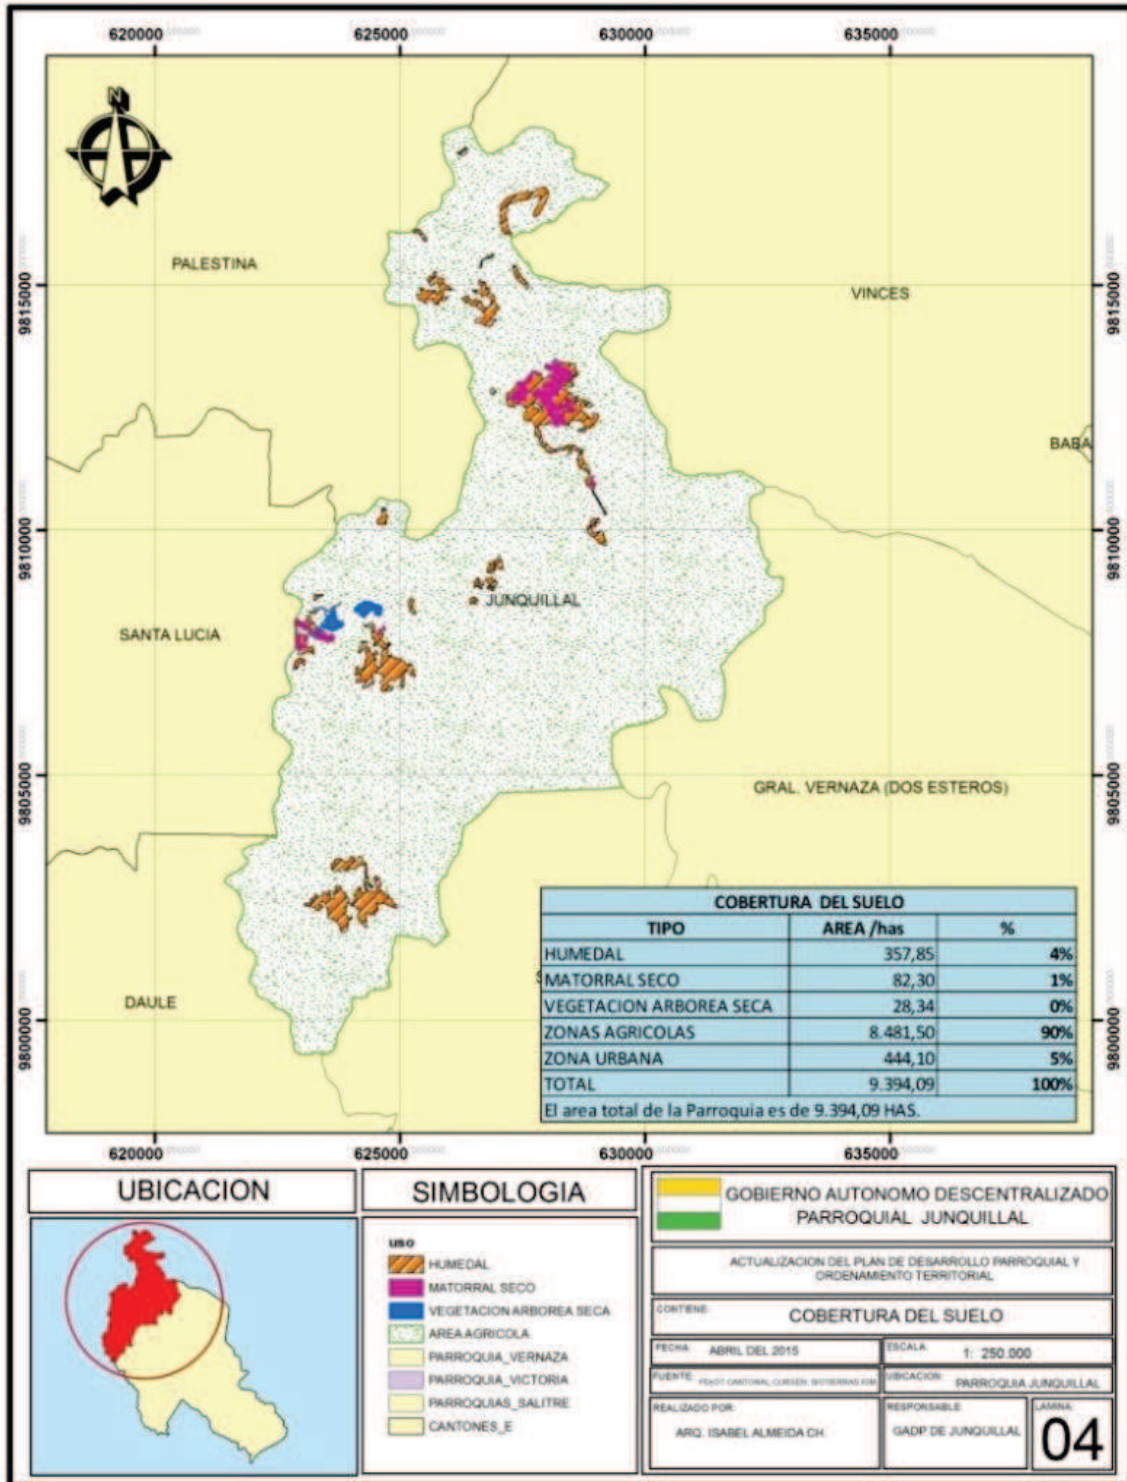 620000 625000 630000 635000
N
PALESTINA
VINCES
9815000 9815000
BABA
9810000 9810000
JUNQUILLAL
SANTA LUCIA
9805000 9805000
GRAL. VERNAZA (DOS ESTEROS)
DAULE
9800000 9800000
COBERTURA DEL SUELO
TIPO AREA /has %
HUMEDAL 357,85 4%
MATORRAL SECO 82,30 1%
VEGETACION ARBOREA SECA 28,34 0%
ZONAS AGRICOLAS 8.481,50 90%
ZONA URBANA 444,10 5%
TOTAL 9.394,09 100%
El area total de la Parroquia es de 9.394,09 HAS.
620000 625000 630000 635000
UBICACION
SIMBOLOGIA
uso
HUMEDAL
MATORRAL SECO
VEGETACION ARBOREA SECA
AREA AGRICOLA
PARROQUIA_VERNAZA
PARROQUIA_VICTORIA
PARROQUIAS_SALITRE
CANTONES_E
GOBIERNO AUTONOMO DESCENTRALIZADO
PARROQUIAL JUNQUILLAL
ACTUALIZACION DEL PLAN DE DESARROLLO PARROQUIAL Y
ORDENAMIENTO TERRITORIAL
CONTIENE:
COBERTURA DEL SUELO
FECHA: ABRIL DEL 2015
ESCALA: 1: 250.000
FUENTE:
UBICACION: PARROQUIA JUNQUILLAL
REALIZADO POR:
ARQ. ISABEL ALMEIDA CH.
RESPONSABLE:
GADP DE JUNQUILLAL
LAMINA:
04